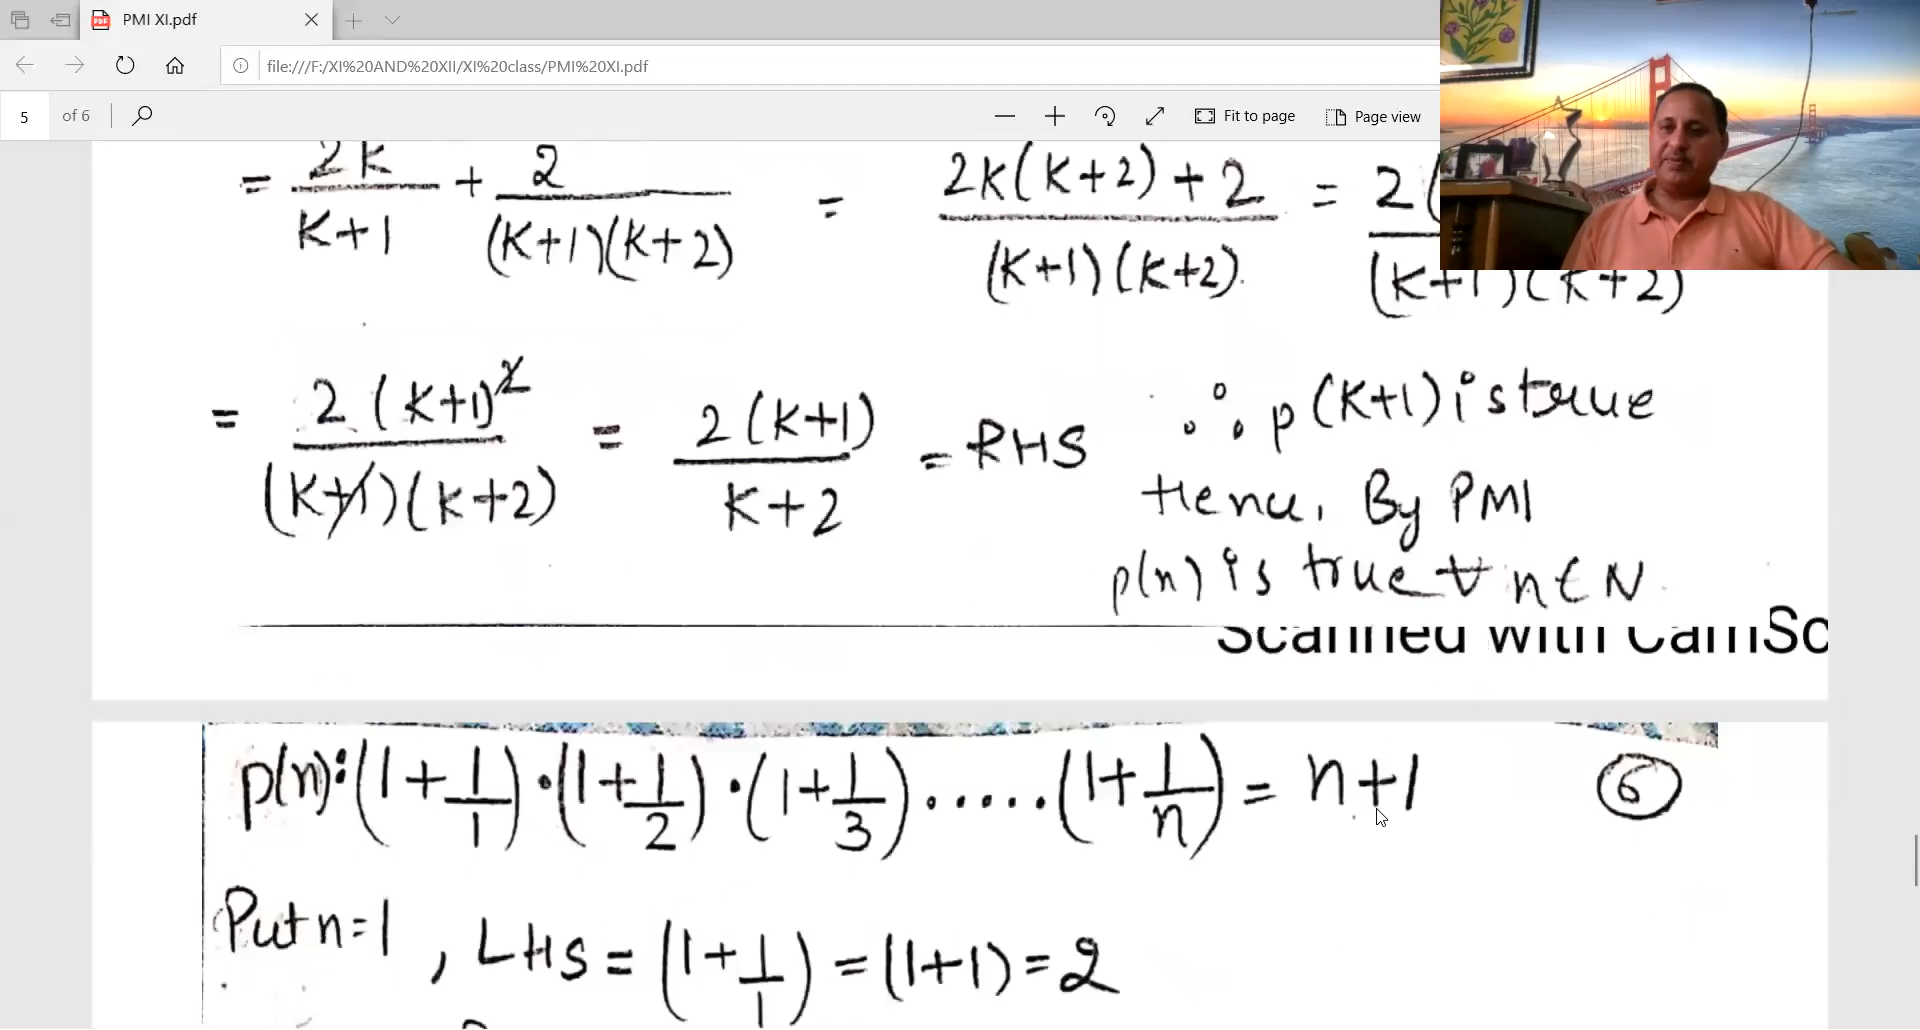 PMI XI.pdf
file:///F:/XI%20AND%20XII/XI%20class/PMI%20XI.pdf
5 of 6
Fit to page
Page view
= 2K/(K+1) + 2/((K+1)(K+2)) = (2K(K+2)+2)/((K+1)(K+2)) = 2(/((K+1)(K+2))
= 2(K+1)²/((K+1)(K+2)) = 2(K+1)/(K+2) = RHS ∴ p(K+1) is true
Hence, By PMI
p(n) is true ∀ n ∈ N
Scanned with CamSc
p(n): (1+1/1)·(1+1/2)·(1+1/3).....(1+1/n) = n+1 6
Put n=1, LHS = (1+1/1) = (1+1) = 2